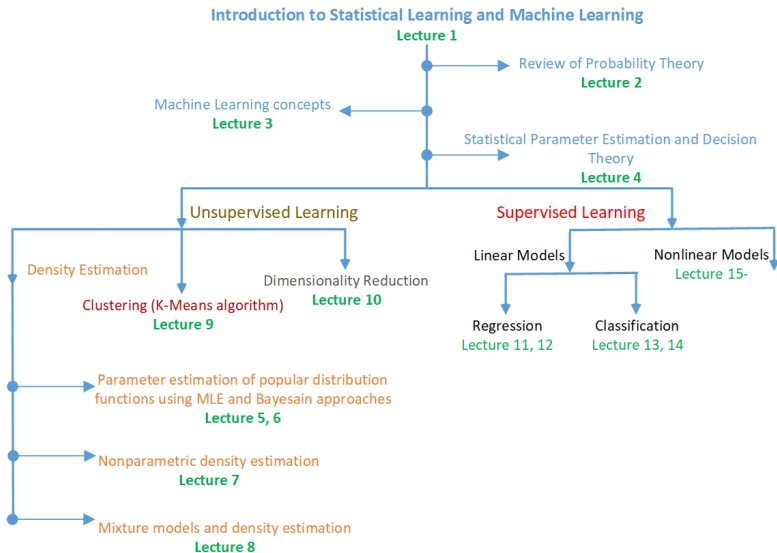 Introduction to Statistical Learning and Machine Learning
Lecture 1
Review of Probability Theory
Lecture 2
Machine Learning concepts
Lecture 3
Statistical Parameter Estimation and Decision
Theory
Lecture 4
Unsupervised Learning
Supervised Learning
Density Estimation
Clustering (K-Means algorithm)
Lecture 9
Dimensionality Reduction
Lecture 10
Linear Models
Nonlinear Models
Lecture 15-
Regression
Lecture 11, 12
Classification
Lecture 13, 14
Parameter estimation of popular distribution
functions using MLE and Bayesain approaches
Lecture 5, 6
Nonparametric density estimation
Lecture 7
Mixture models and density estimation
Lecture 8